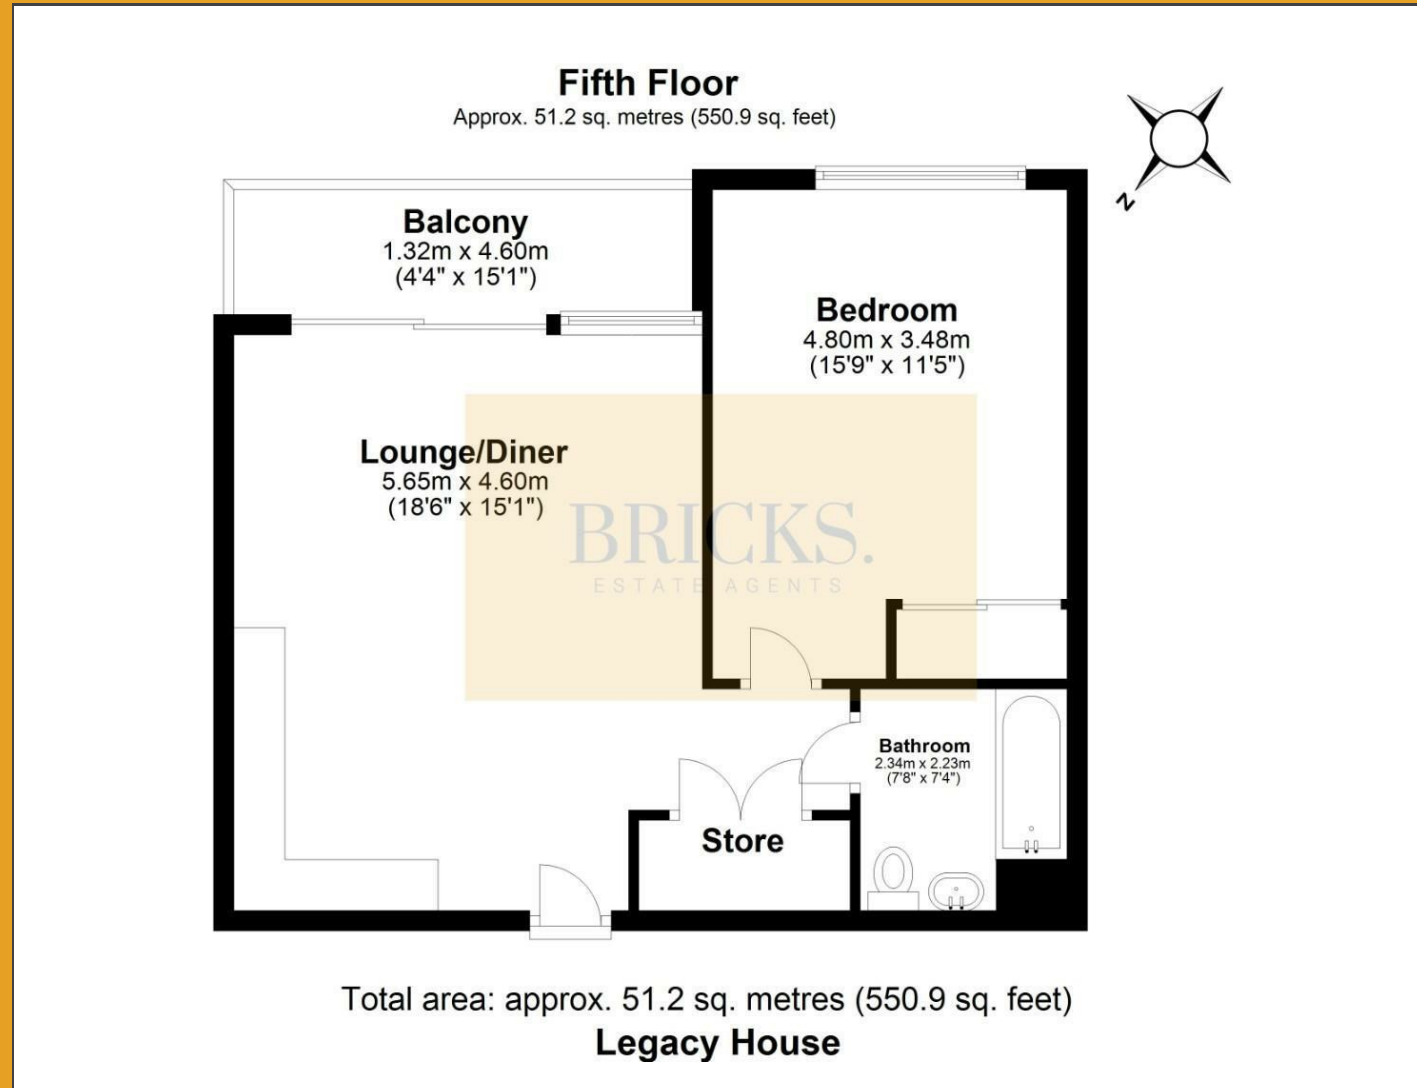 Fifth Floor
Approx. 51.2 sq. metres (550.9 sq. feet)
N
Balcony
1.32m x 4.60m
(4'4" x 15'1")
Bedroom
4.80m x 3.48m
(15'9" x 11'5")
Lounge/Diner
5.65m x 4.60m
(18'6" x 15'1")
BRICKS.
ESTATE AGENTS
Bathroom
2.34m x 2.23m
(7'8" x 7'4")
Store
Total area: approx. 51.2 sq. metres (550.9 sq. feet)
Legacy House